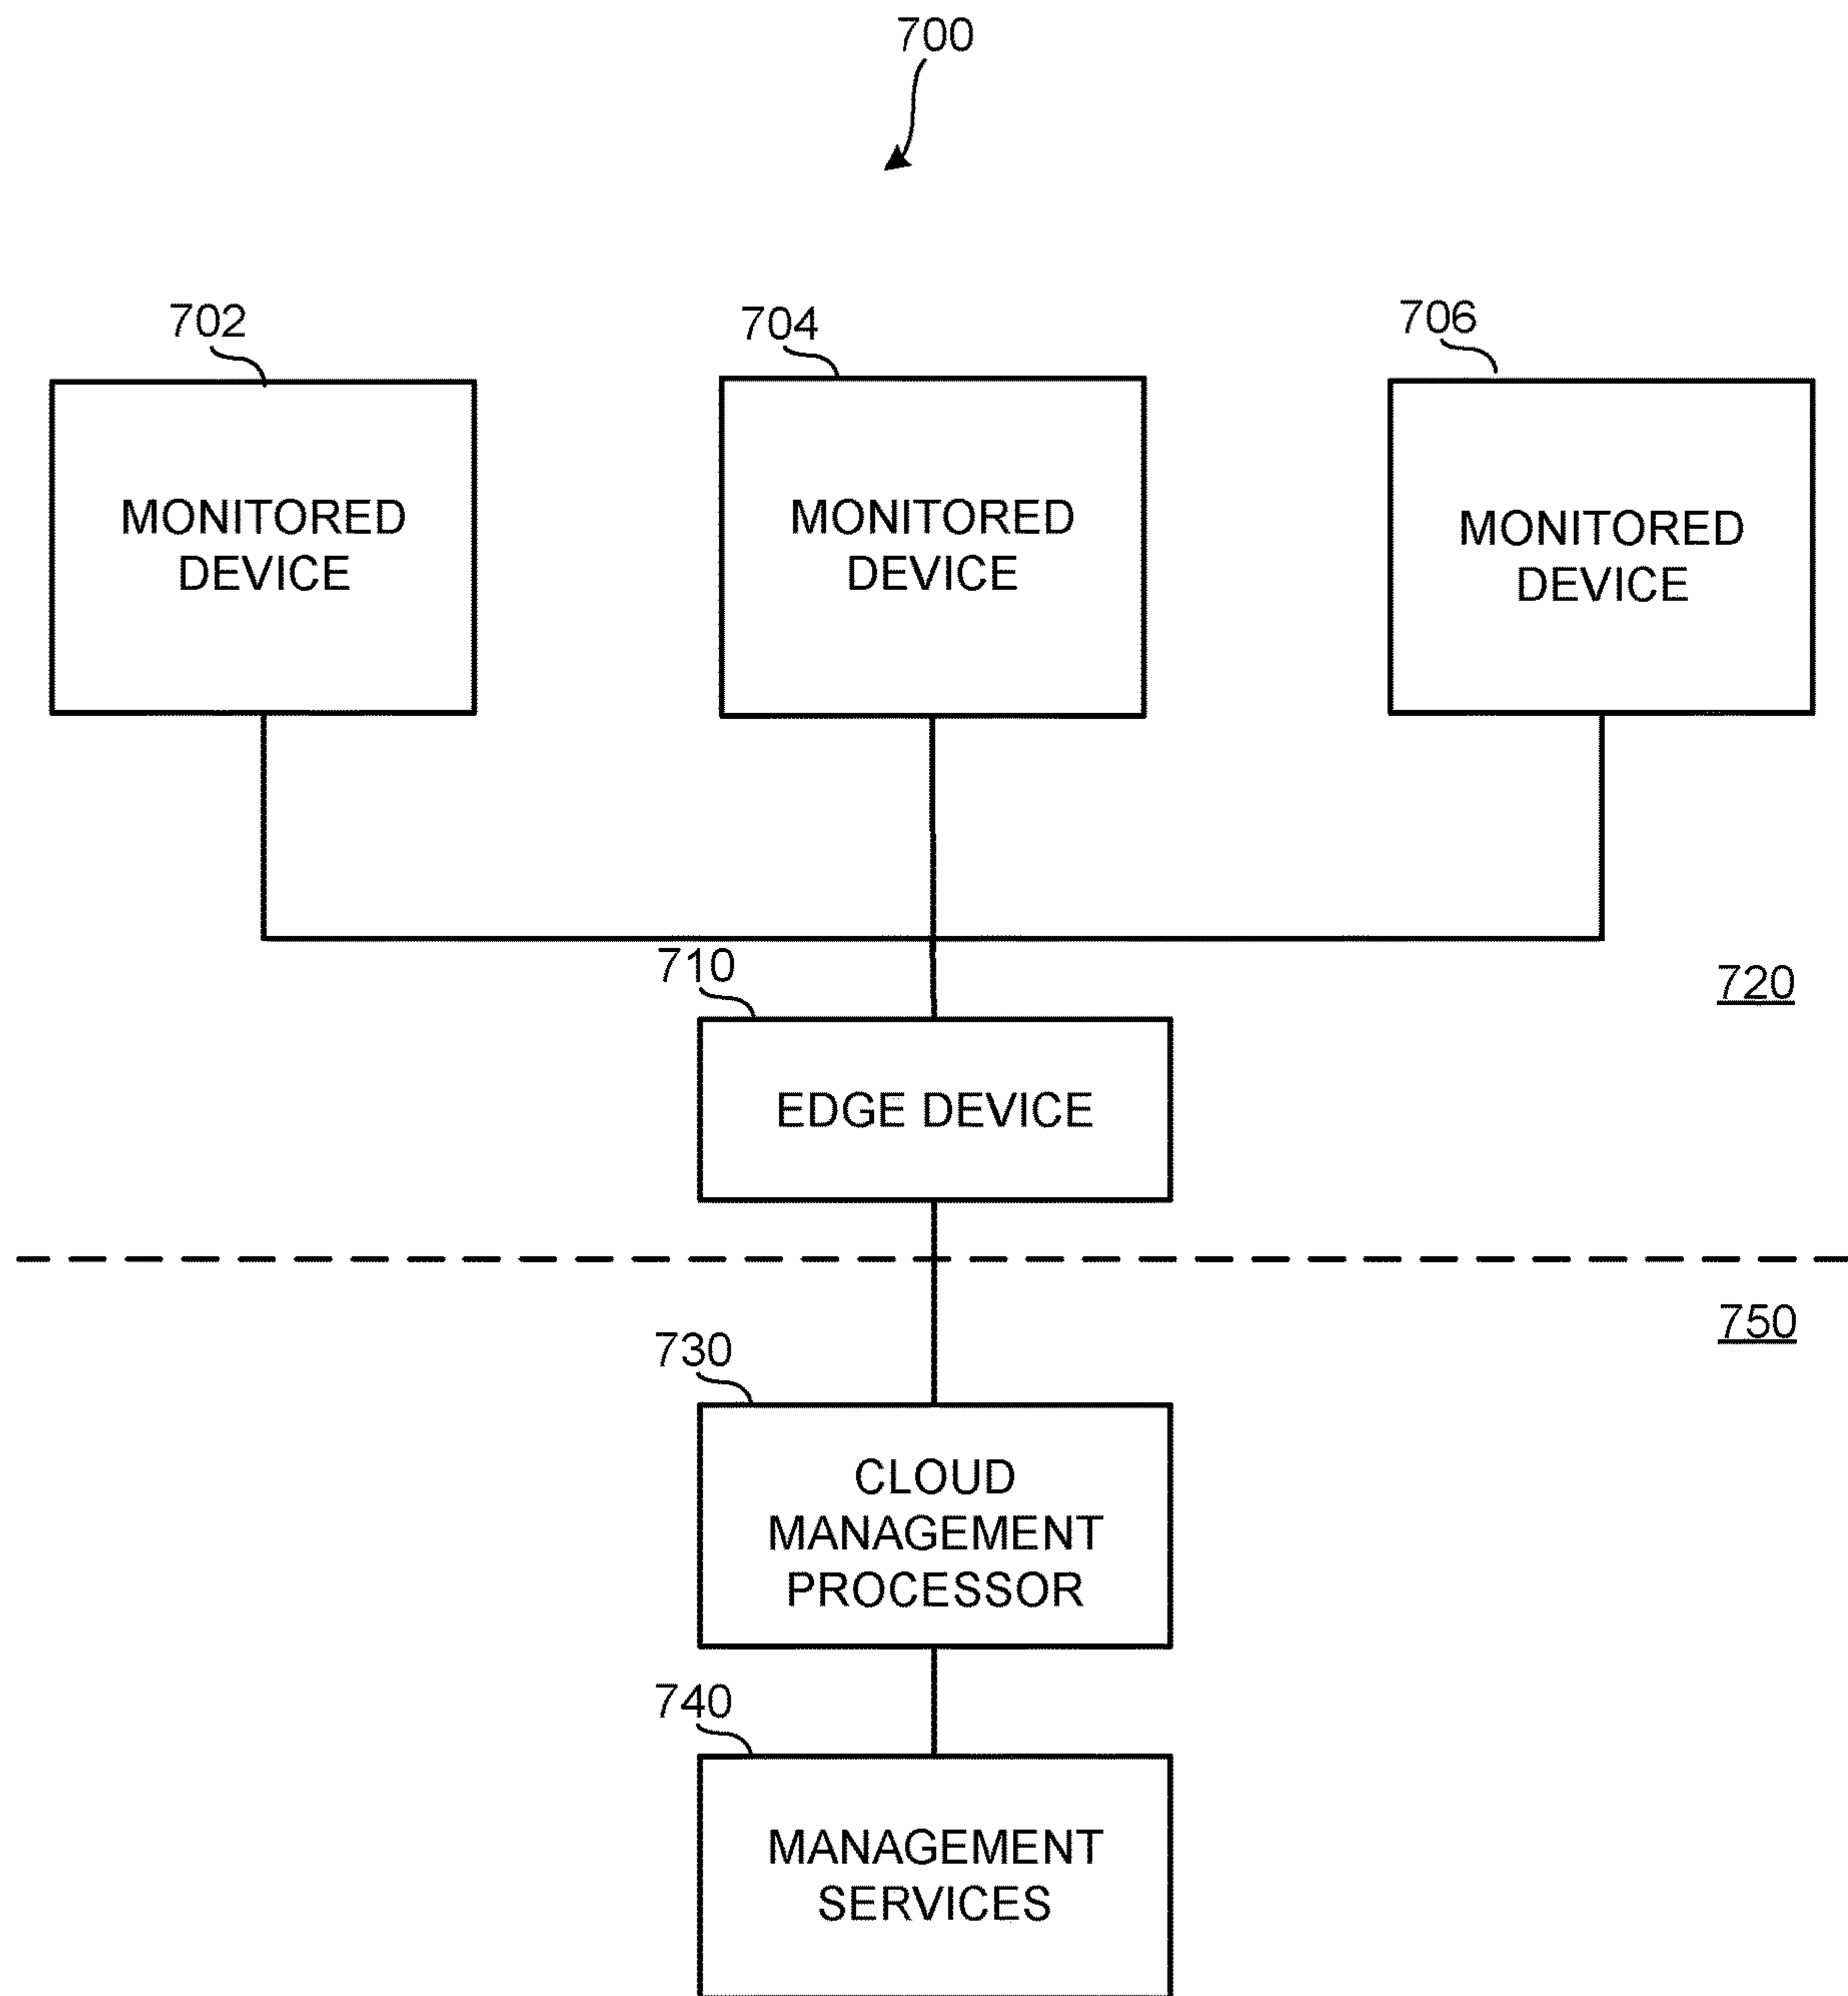 700
702
704
706
MONITORED
DEVICE
MONITORED
DEVICE
MONITORED
DEVICE
710
720
EDGE DEVICE
750
730
CLOUD
MANAGEMENT
PROCESSOR
740
MANAGEMENT
SERVICES